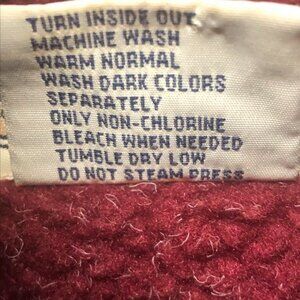 TURN INSIDE OUT
MACHINE WASH
WARM NORMAL
WASH DARK COLORS
SEPARATELY
ONLY NON-CHLORINE
BLEACH WHEN NEEDED
TUMBLE DRY LOW
DO NOT STEAM PRESS